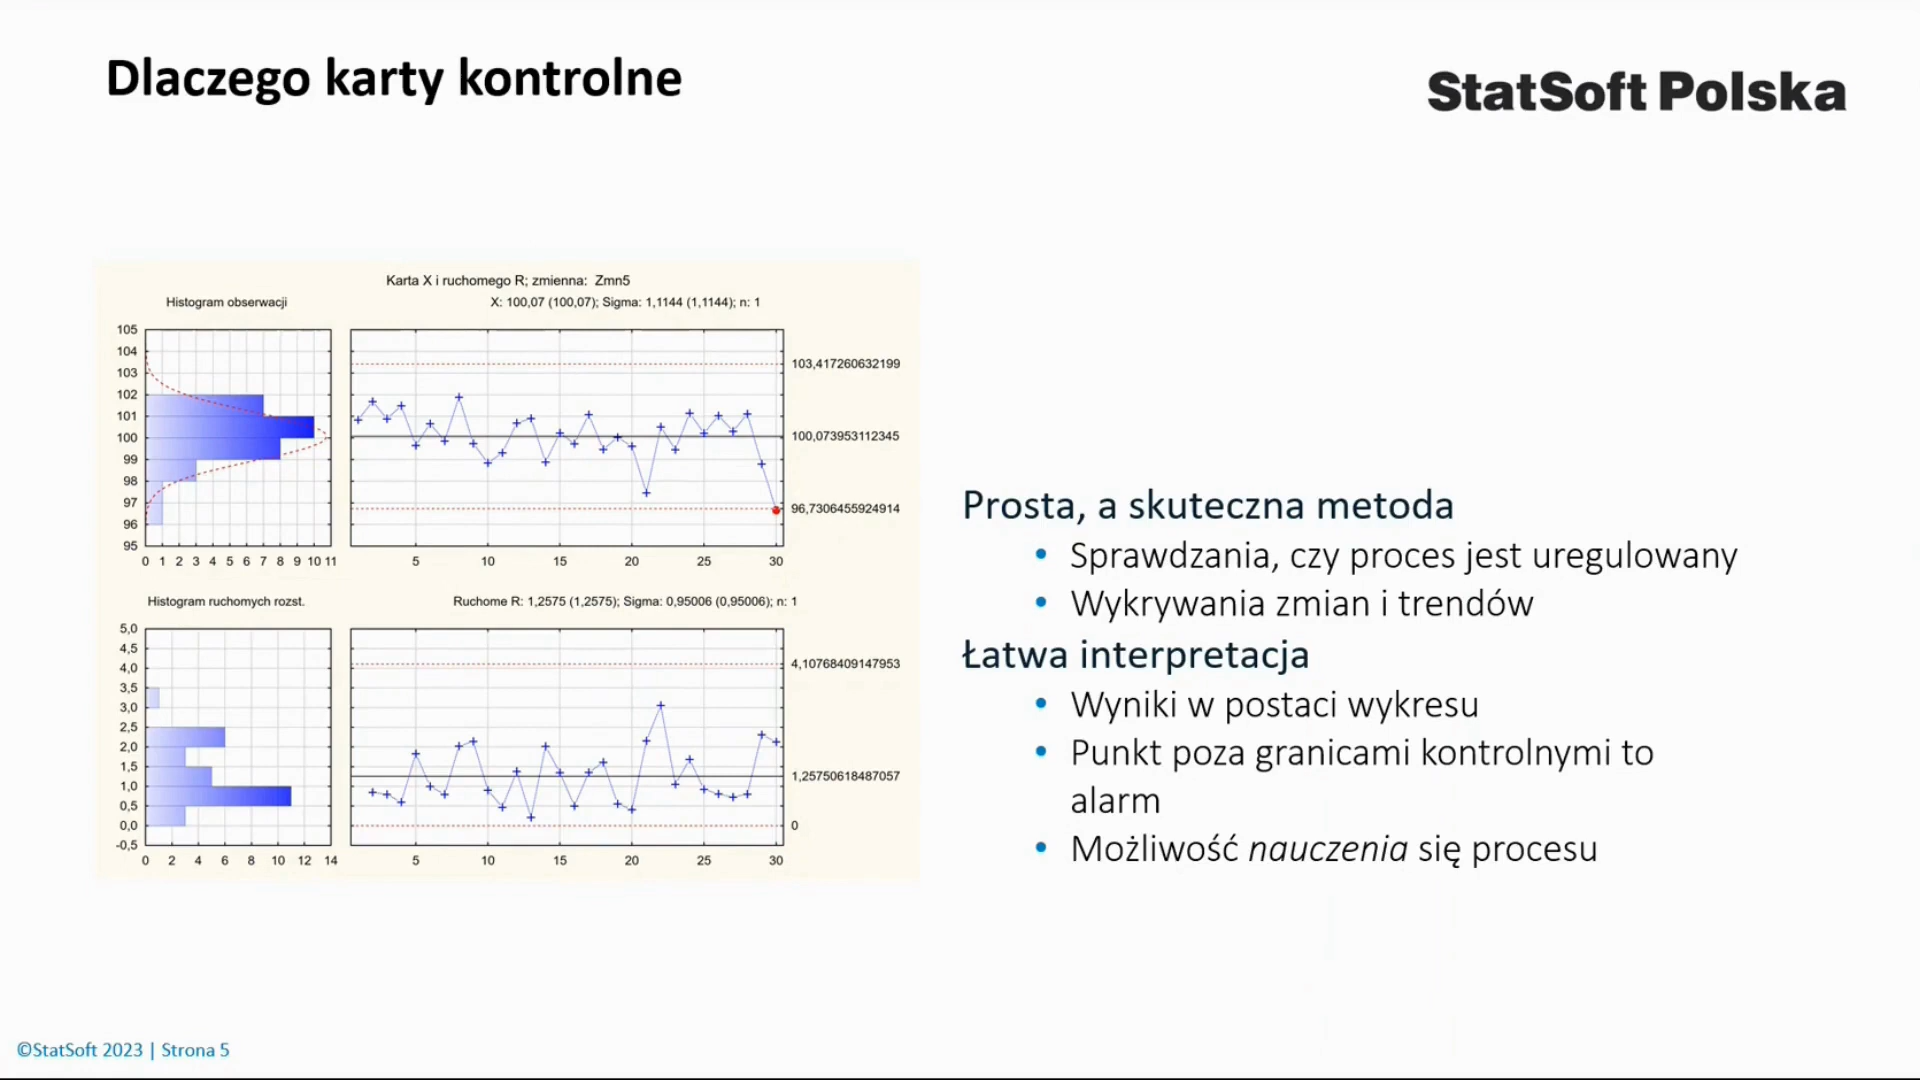 Dlaczego karty kontrolne
StatSoft Polska
Karta X i ruchomego R; zmienna: Zmn5
Histogram obserwacji
X: 100,07 (100,07); Sigma: 1,1144 (1,1144); n: 1
105
104
103
102
101
100
99
98
97
96
95
0 1 2 3 4 5 6 7 8 9 10 11
103,417260632199
100,073953112345
96,7306455924914
5 10 15 20 25 30
Histogram ruchomych rozst.
Ruchome R: 1,2575 (1,2575); Sigma: 0,95006 (0,95006); n: 1
5,0
4,5
4,0
3,5
3,0
2,5
2,0
1,5
1,0
0,5
0,0
-0,5
0 2 4 6 8 10 12 14
4,10768409147953
1,25750618487057
0
5 10 15 20 25 30
Prosta, a skuteczna metoda
• Sprawdzania, czy proces jest uregulowany
• Wykrywania zmian i trendów
Łatwa interpretacja
• Wyniki w postaci wykresu
• Punkt poza granicami kontrolnymi to
alarm
• Możliwość nauczenia się procesu
©StatSoft 2023 | Strona 5